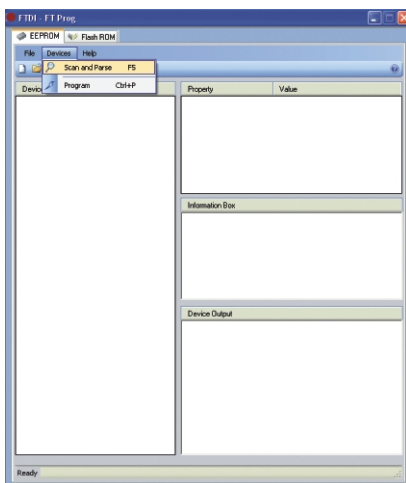 FTDI - FT Prog
EEPROM Flash ROM
File Devices Help
Scan and Parse F5
Program Ctrl+P
Devic
Property Value
Information Box
Device Output
Ready